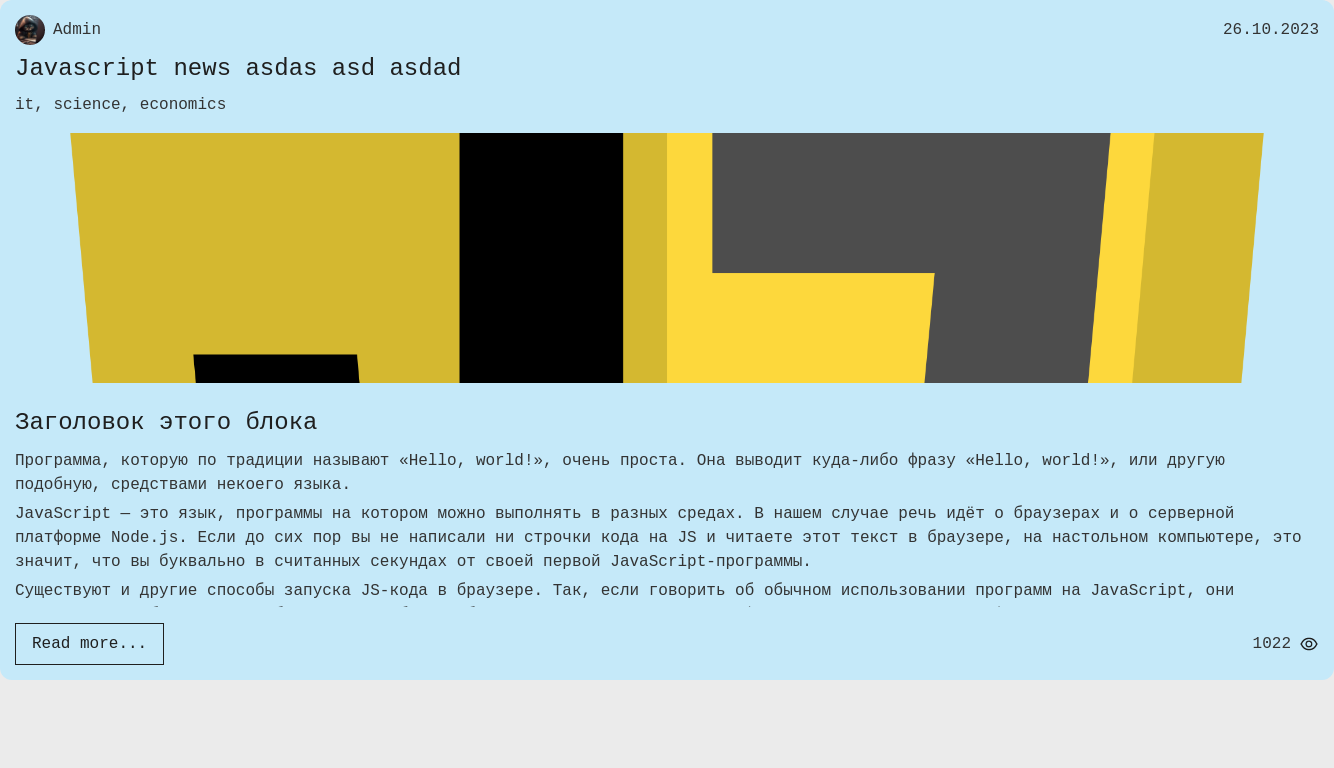 Admin
26.10.2023
Javascript news asdas asd asdad
it, science, economics
Заголовок этого блока
Программа, которую по традиции называют «Hello, world!», очень проста. Она выводит куда-либо фразу «Hello, world!», или другую
подобную, средствами некоего языка.
JavaScript — это язык, программы на котором можно выполнять в разных средах. В нашем случае речь идёт о браузерах и о серверной
платформе Node.js. Если до сих пор вы не написали ни строчки кода на JS и читаете этот текст в браузере, на настольном компьютере, это
значит, что вы буквально в считанных секундах от своей первой JavaScript-программы.
Существуют и другие способы запуска JS-кода в браузере. Так, если говорить об обычном использовании программ на JavaScript, они
Read more...
1022